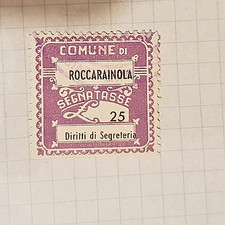 COMUNE DI
ROCCARAINOLA
SEGNATASSE
L 25
Diritti di Segreteria